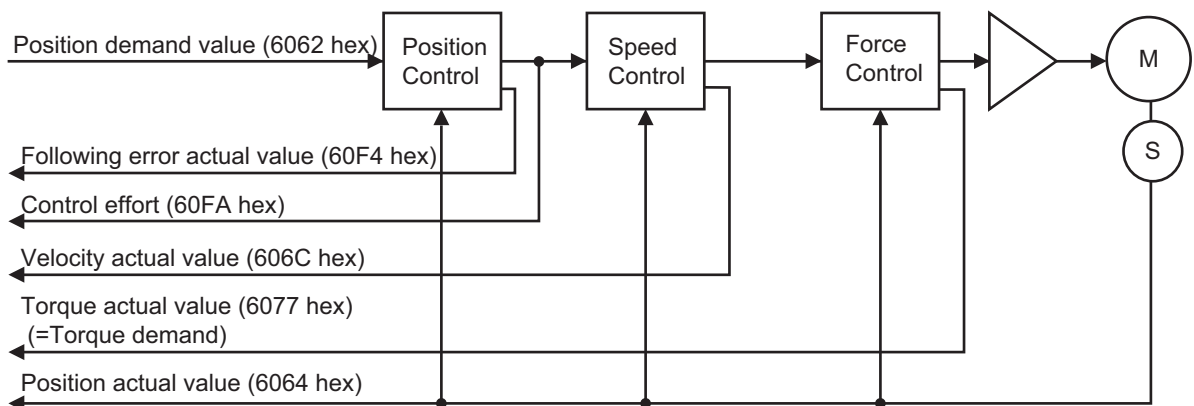 Position demand value (6062 hex)
Position
Control
Speed
Control
Force
Control
M
S
Following error actual value (60F4 hex)
Control effort (60FA hex)
Velocity actual value (606C hex)
Torque actual value (6077 hex)
(=Torque demand)
Position actual value (6064 hex)